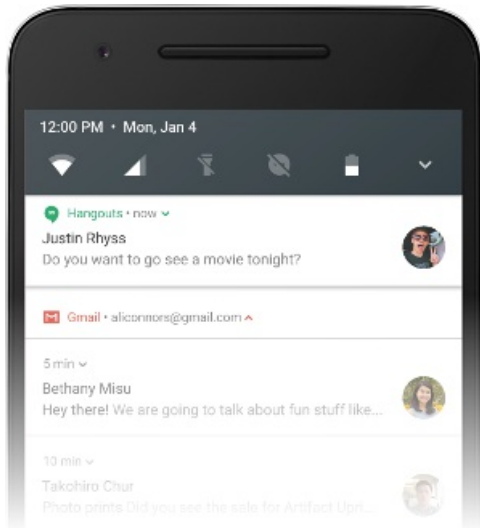 12:00 PM • Mon, Jan 4
Hangouts • now
Justin Rhyss
Do you want to go see a movie tonight?
Gmail • aliconnors@gmail.com
5 min
Bethany Misu
Hey there! We are going to talk about fun stuff like...
10 min
Takohiro Chur
Photo prints Did you see the sale for Artifact Upri...